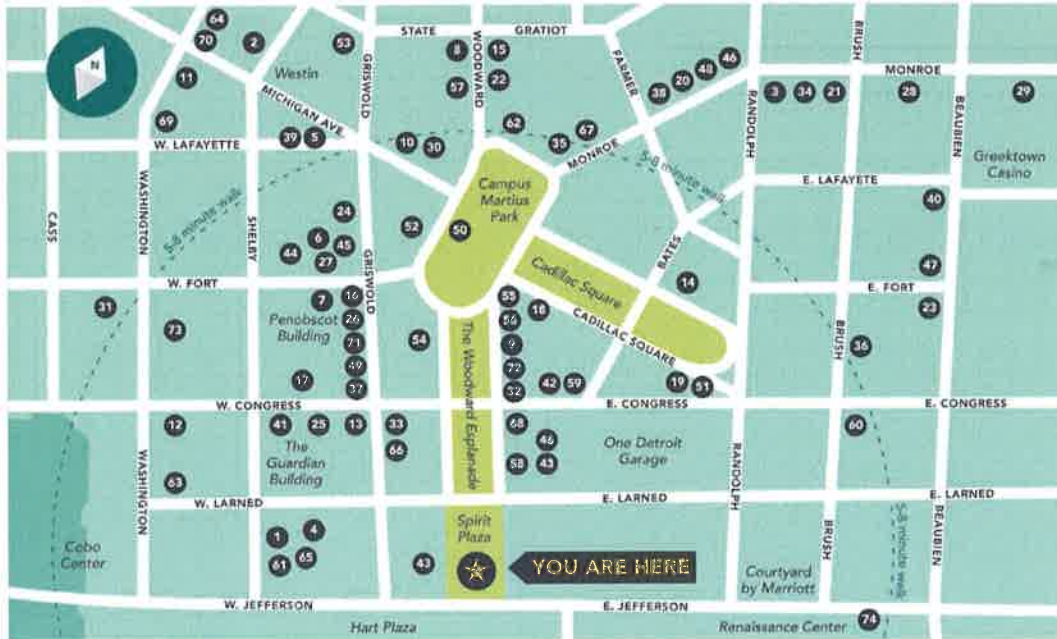 64
70
2
53
STATE
GRATIOT
8
15
46
BRUSH
N
WOODWARD
FARMER
48
11
Westin
GRISWOLD
57
22
20
38
MONROE
3
34
21
28
29
MICHIGAN AVE.
RANDOLPH
BEAUBIEN
69
62
67
39
5
10
30
35
MONROE
W. LAFAYETTE
Greektown
Casino
5-8 minute walk
5-8 minute walk
E. LAFAYETE
CASS
WASHINGTON
SHELBY
Campus
Martius
Park
40
24
52
50
6
45
44
27
GRISWOLD
BATES
47
Cadillac Square
14
W. FORT
E. FORT
31
7
16
55
18
23
Penobscot
Building
26
56
CADILLAC SQUARE
73
71
54
The Woodward Esplanade
9
BRUSH
36
49
72
17
37
32
42
59
19
51
W. CONGRESS
E. CONGRESS
E. CONGRESS
12
41
25
13
33
68
60
The
Guardian
Building
66
46
One Detroit
Garage
58
43
WASHINGTON
63
RANDOLPH
W. LARNED
E. LARNED
E. LARNED
Spirit
Plaza
BRUSH
5-8 minute walk
BEAUBIEN
1
4
Cobo
Center
61
65
43
YOU ARE HERE
Courtyard
by Marriott
W. JEFFERSON
E. JEFFERSON
Hart Plaza
Renaissance Center
74